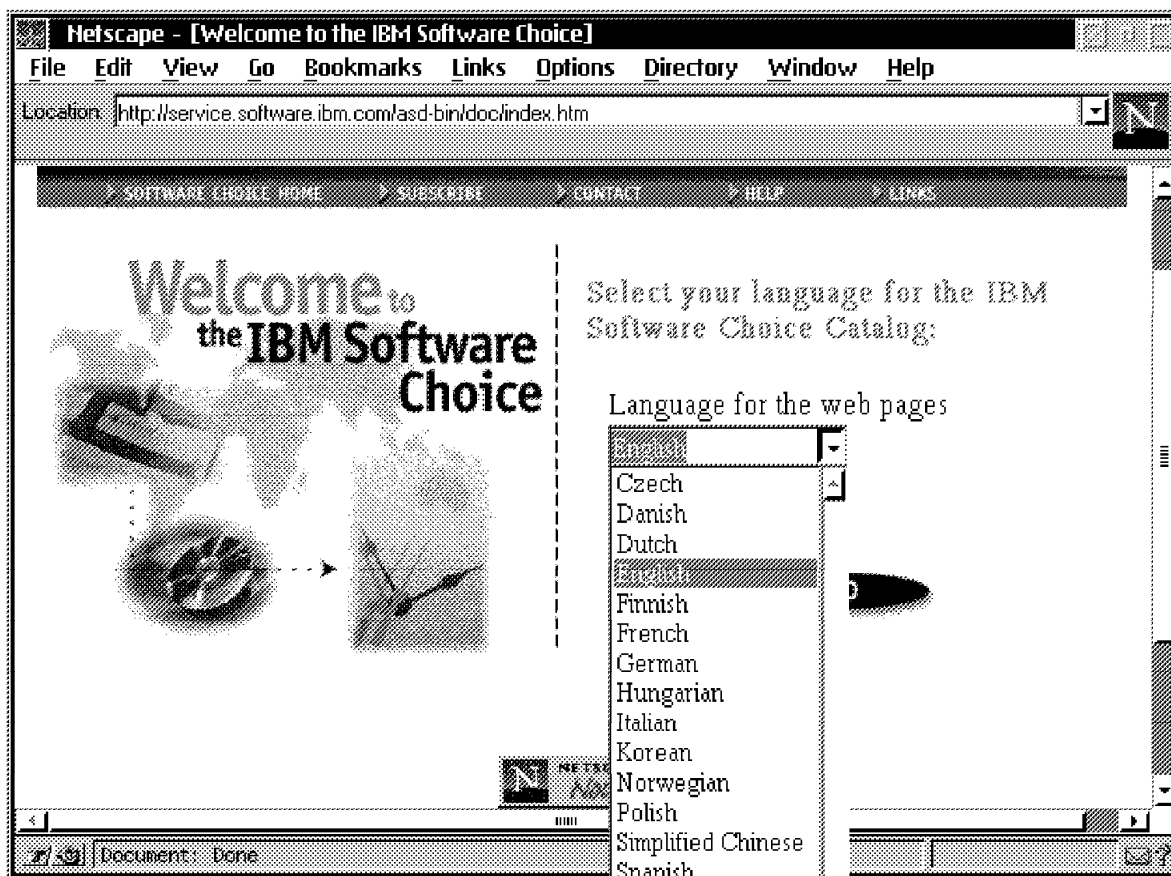 Netscape - [Welcome to the IBM Software Choice]
File Edit View Go Bookmarks Links Options Directory Window Help
Location: http://service.software.ibm.com/asd-bin/doc/index.htm
N
SOFTWARE CHOICE HOME SUBSCRIBE CONTACT HELP LINKS
Welcome to
the IBM Software
Choice
Select your language for the IBM
Software Choice Catalog:
Language for the web pages
English
Czech
Danish
Dutch
English
Finnish
French
German
Hungarian
Italian
Korean
Norwegian
Polish
Simplified Chinese
Spanish
N
Document: Done